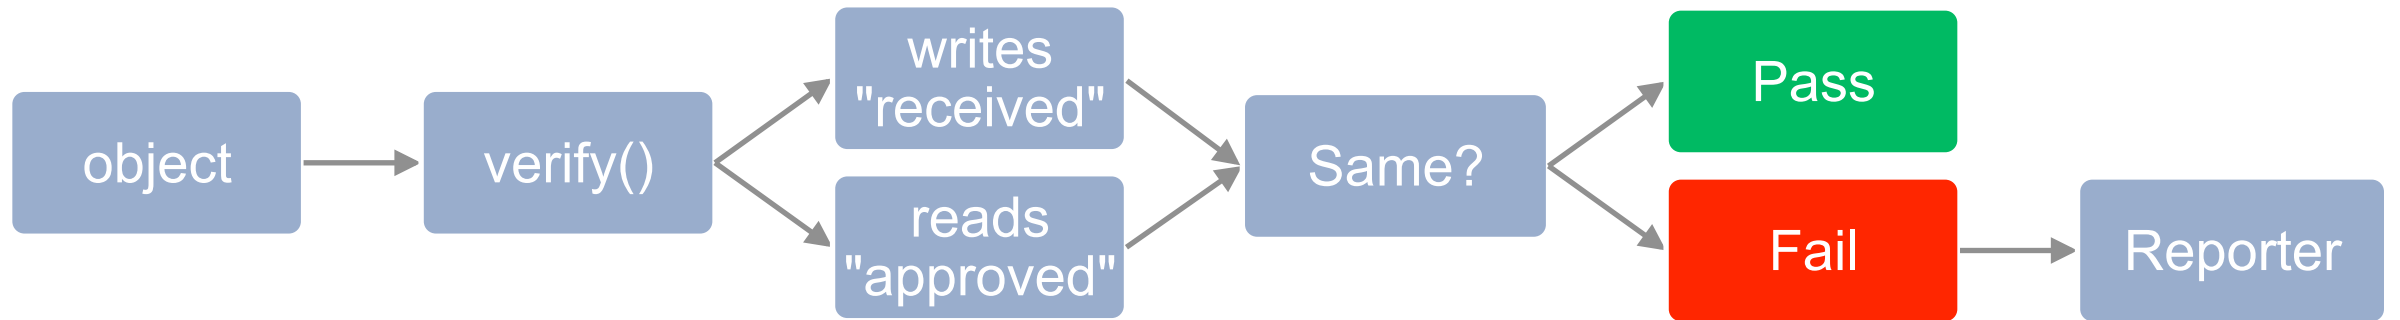 object
verify()
writes
"received"
reads
"approved"
Same?
Pass
Fail
Reporter